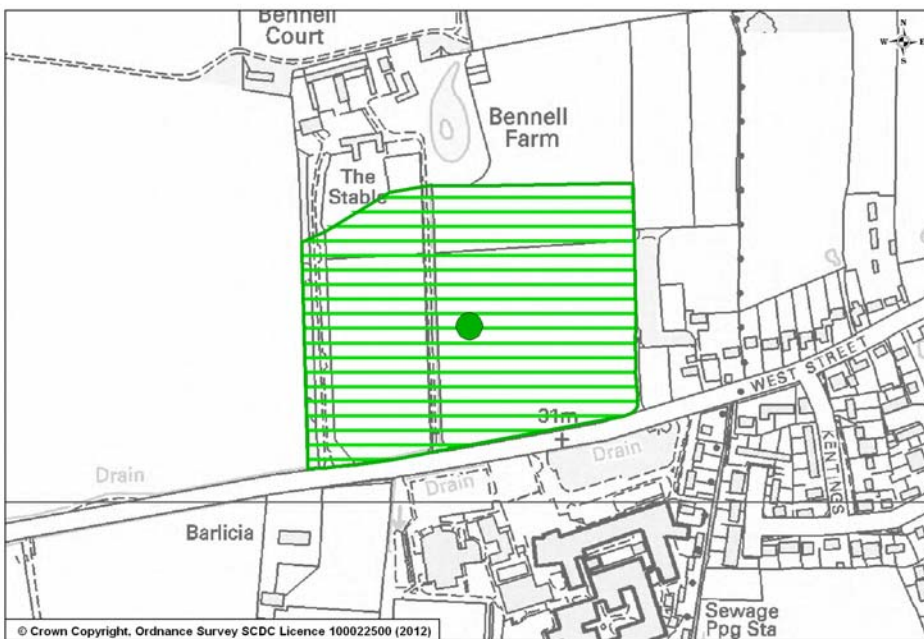 Bennell
Court
N
W E
S
Bennell
Farm
The
Stable
WEST STREET
31m
KENTINGS
Drain
Drain
Drain
Barlicia
Sewage
Ppg Sta
© Crown Copyright, Ordnance Survey SCDC Licence 100022500 (2012)